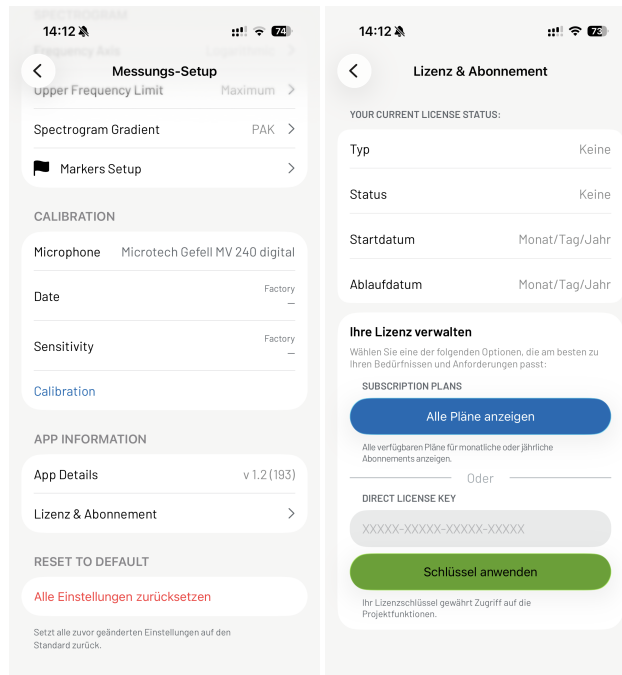 SPECTROGRAM
14:12
74
Frequency Axis Logarithmic
Messungs-Setup
Upper Frequency Limit Maximum
Spectrogram Gradient PAK
Markers Setup
CALIBRATION
Microphone Microtech Gefell MV 240 digital
Date Factory
—
Sensitivity Factory
—
Calibration
APP INFORMATION
App Details v 1.2 (193)
Lizenz & Abonnement
RESET TO DEFAULT
Alle Einstellungen zurücksetzen
Setzt alle zuvor geänderten Einstellungen auf den
Standard zurück.
14:12
73
Lizenz & Abonnement
YOUR CURRENT LICENSE STATUS:
Typ Keine
Status Keine
Startdatum Monat/Tag/Jahr
Ablaufdatum Monat/Tag/Jahr
Ihre Lizenz verwalten
Wählen Sie eine der folgenden Optionen, die am besten zu
Ihren Bedürfnissen und Anforderungen passt:
SUBSCRIPTION PLANS
Alle Pläne anzeigen
Alle verfügbaren Pläne für monatliche oder jährliche
Abonnements anzeigen.
Oder
DIRECT LICENSE KEY
XXXXX-XXXXX-XXXXX-XXXXX
Schlüssel anwenden
Ihr Lizenzschlüssel gewährt Zugriff auf die
Projektfunktionen.